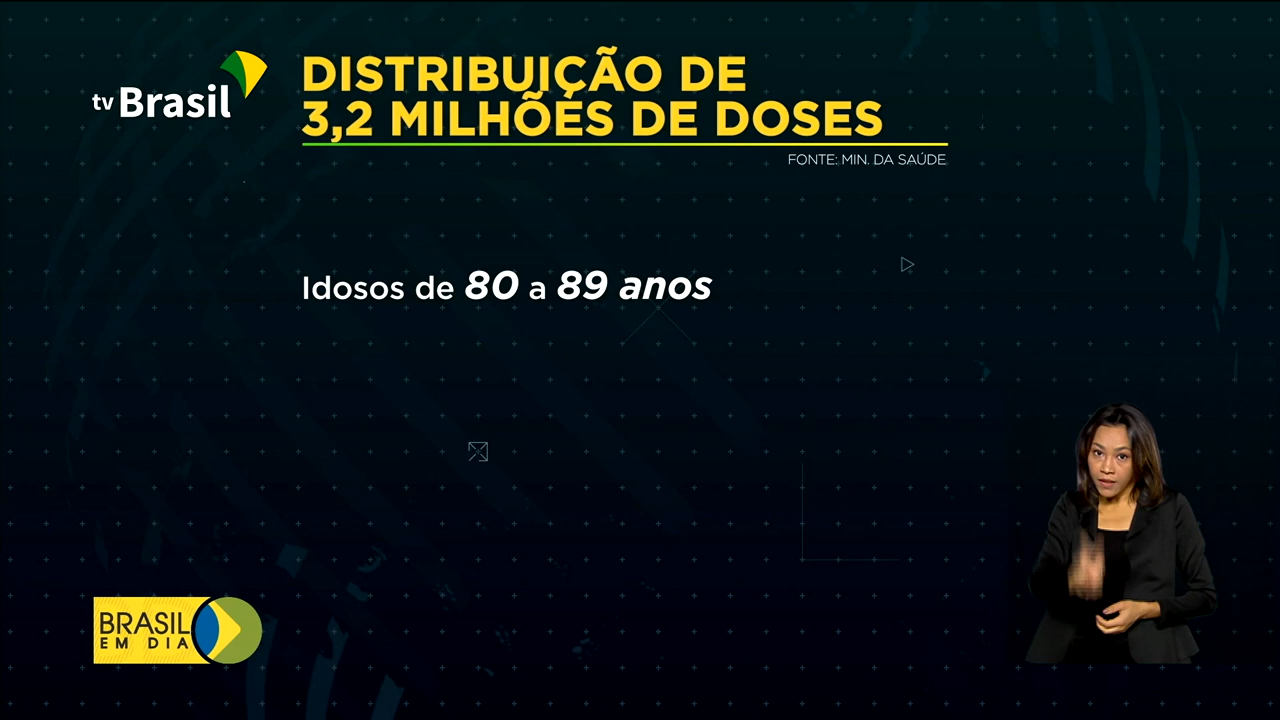 tv Brasil
DISTRIBUIÇÃO DE
3,2 MILHÕES DE DOSES
FONTE: MIN. DA SAÚDE
Idosos de 80 a 89 anos
BRASIL
EM DIA